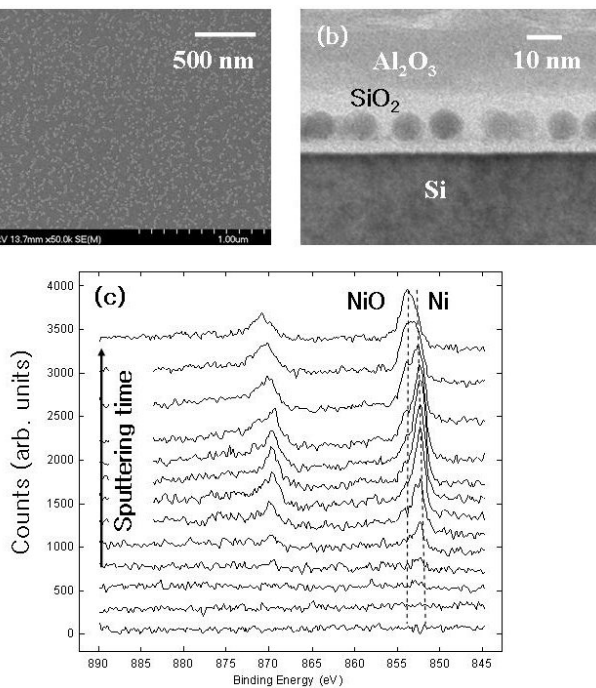 500 nm
V 13.7mm x50.0k SE(M)
1.00um
(b)
10 nm
Al₂O₃
SiO₂
Si
(c)
NiO
Ni
Counts (arb. units)
Sputtering time
4000
3500
3000
2500
2000
1500
1000
500
0
890
885
880
875
870
865
860
855
850
845
Binding Energy (eV)